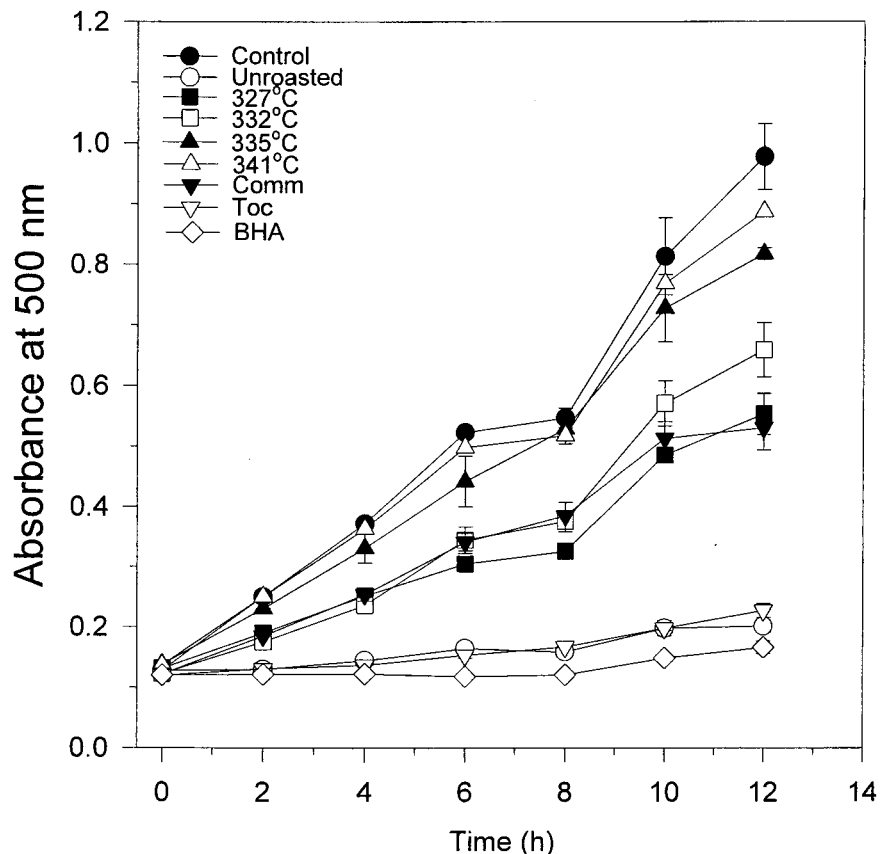 1.2
1.0
0.8
0.6
0.4
0.2
0.0
Absorbance at 500 nm
Control
Unroasted
327°C
332°C
335°C
341°C
Comm
Toc
BHA
0 2 4 6 8 10 12 14
Time (h)